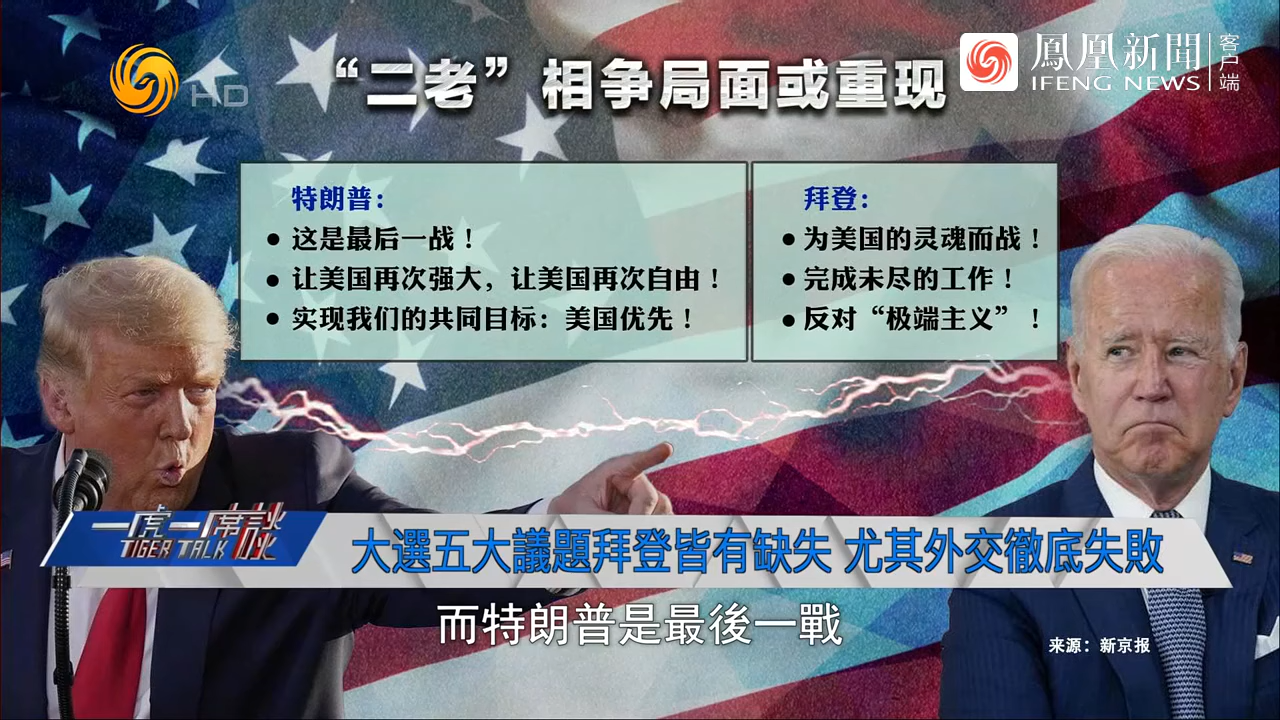 “二老”相争局面或重现
HD
鳳凰新聞
IFENG NEWS
客户端
特朗普：
● 这是最后一战！
● 让美国再次强大，让美国再次自由！
● 实现我们的共同目标：美国优先！
拜登：
● 为美国的灵魂而战！
● 完成未尽的工作！
● 反对“极端主义”！
一虎一席談
TIGER TALK
大選五大議題拜登皆有缺失 尤其外交徹底失敗
而特朗普是最後一戰
来源：新京报